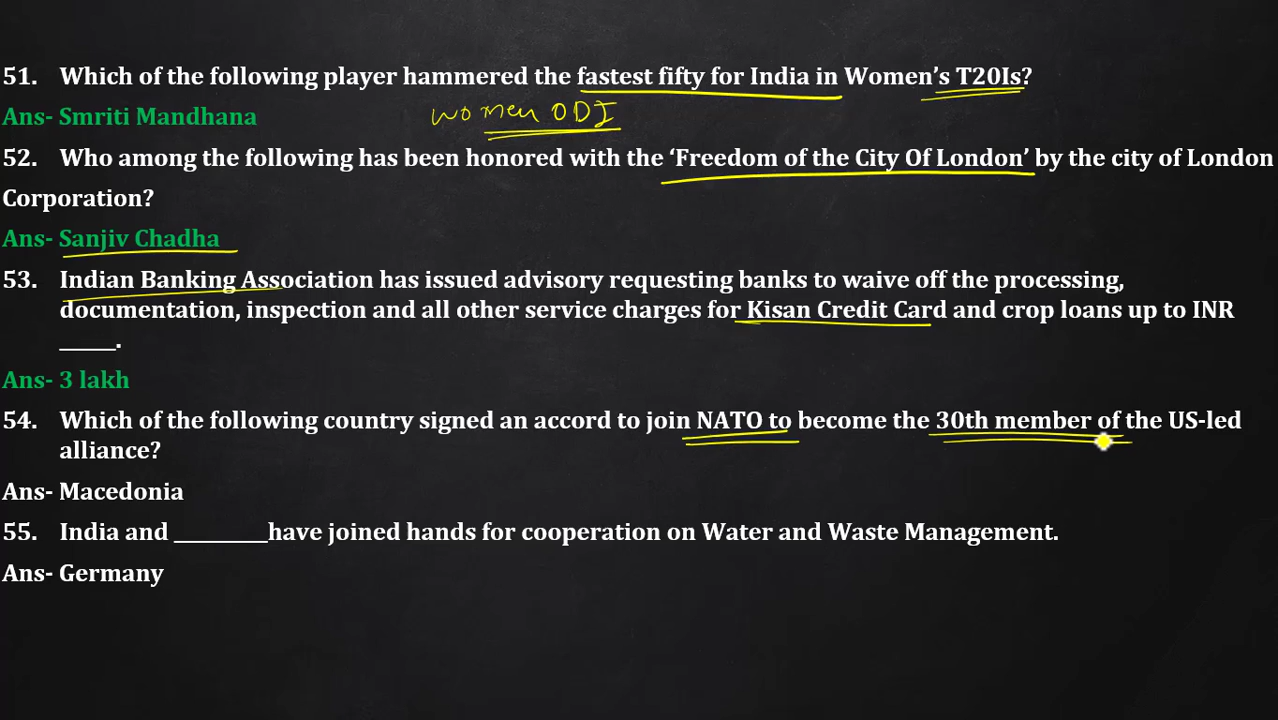 51. Which of the following player hammered the fastest fifty for India in Women's T20Is?
Ans- Smriti Mandhana women ODI
52. Who among the following has been honored with the 'Freedom of the City Of London' by the city of London
Corporation?
Ans- Sanjiv Chadha
53. Indian Banking Association has issued advisory requesting banks to waive off the processing,
documentation, inspection and all other service charges for Kisan Credit Card and crop loans up to INR
_____.
Ans- 3 lakh
54. Which of the following country signed an accord to join NATO to become the 30th member of the US-led
alliance?
Ans- Macedonia
55. India and ________have joined hands for cooperation on Water and Waste Management.
Ans- Germany